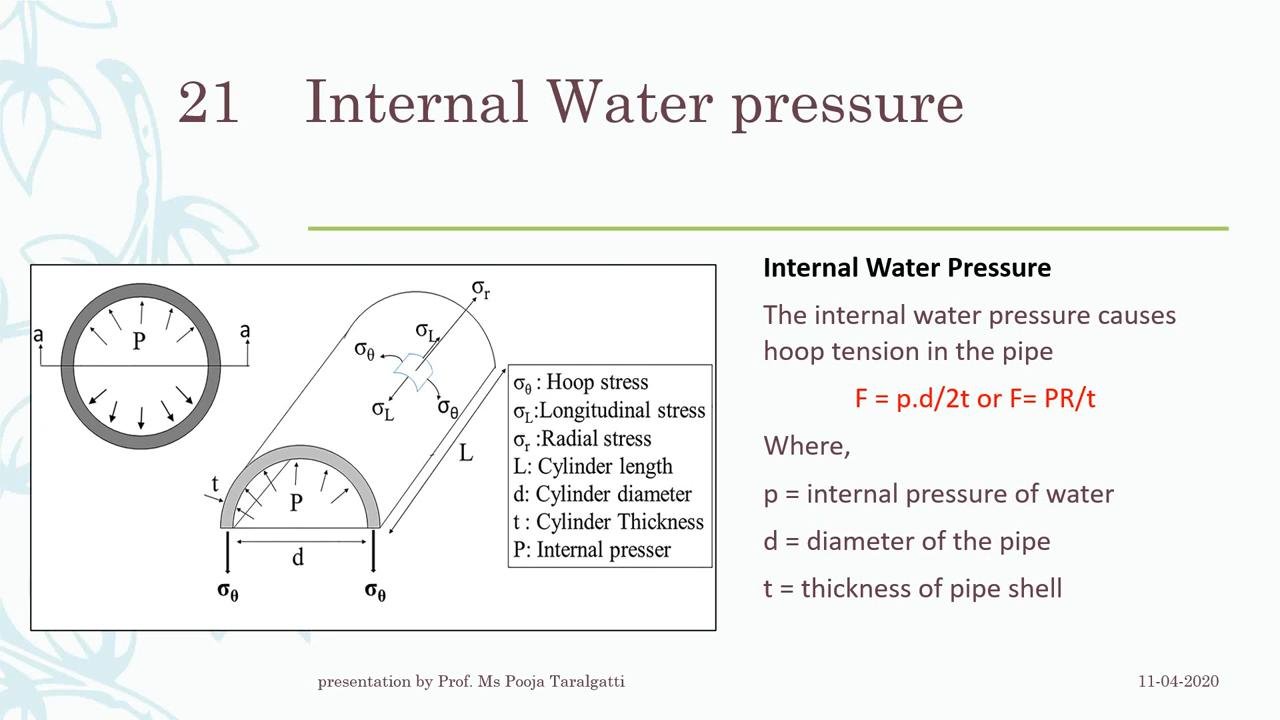 21 Internal Water pressure
a
a
P
σr
σL
σθ
σL
σθ
L
t
P
d
σθ
σθ
σθ : Hoop stress
σL:Longitudinal stress
σr :Radial stress
L: Cylinder length
d: Cylinder diameter
t : Cylinder Thickness
P: Internal presser
Internal Water Pressure
The internal water pressure causes
hoop tension in the pipe
F = p.d/2t or F= PR/t
Where,
p = internal pressure of water
d = diameter of the pipe
t = thickness of pipe shell
presentation by Prof. Ms Pooja Taralgatti
11-04-2020